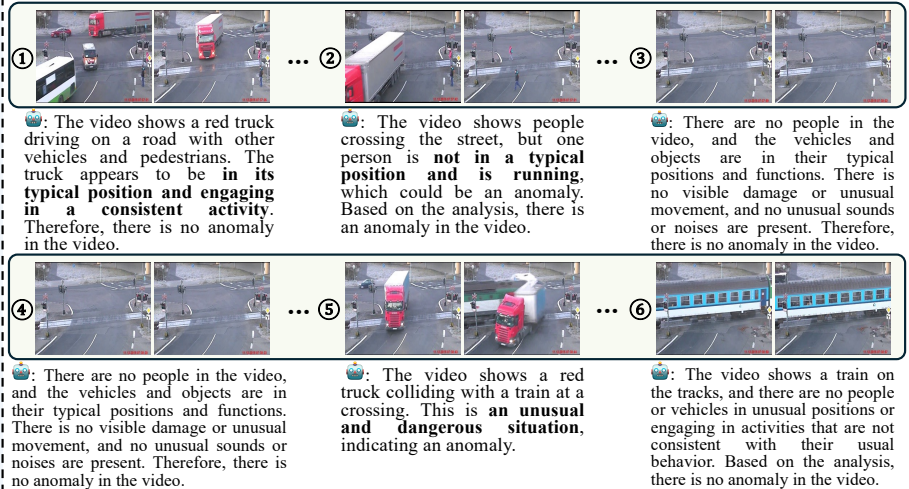 ① ... ② ... ③
: The video shows a red truck
driving on a road with other
vehicles and pedestrians. The
truck appears to be in its
typical position and engaging
in a consistent activity.
Therefore, there is no anomaly
in the video.
: The video shows people
crossing the street, but one
person is not in a typical
position and is running,
which could be an anomaly.
Based on the analysis, there is
an anomaly in the video.
: There are no people in the
video, and the vehicles and
objects are in their typical
positions and functions. There is
no visible damage or unusual
movement, and no unusual sounds
or noises are present. Therefore,
there is no anomaly in the video.
④ ... ⑤ ... ⑥
: There are no people in the video,
and the vehicles and objects are in
their typical positions and functions.
There is no visible damage or unusual
movement, and no unusual sounds or
noises are present. Therefore, there is
no anomaly in the video.
: The video shows a red
truck colliding with a train at a
crossing. This is an unusual
and dangerous situation,
indicating an anomaly.
: The video shows a train on
the tracks, and there are no people
or vehicles in unusual positions or
engaging in activities that are not
consistent with their usual
behavior. Based on the analysis,
there is no anomaly in the video.